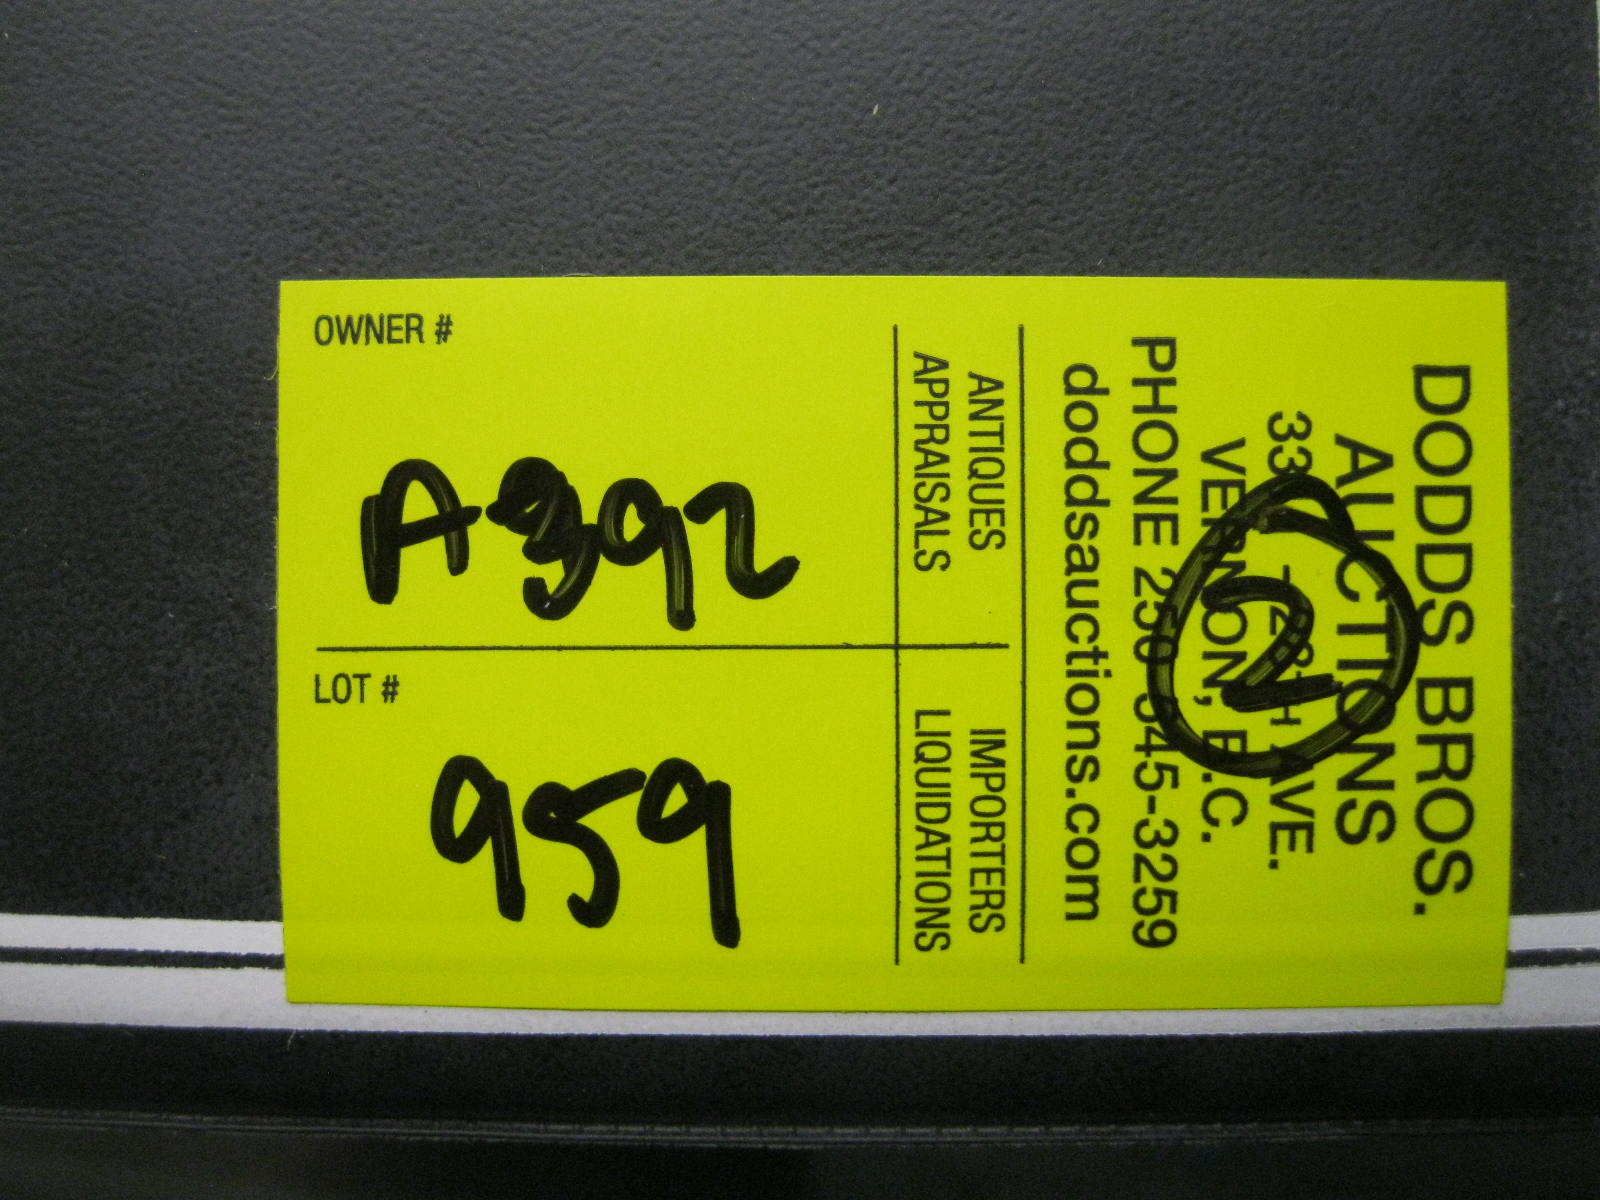 OWNER #
A392
LOT #
959
DODDS BROS.
AUCTIONS
AVE.
VERNON, B.C.
PHONE 250 545-3259
doddsauctions.com
ANTIQUES
APPRAISALS
IMPORTERS
LIQUIDATIONS
2